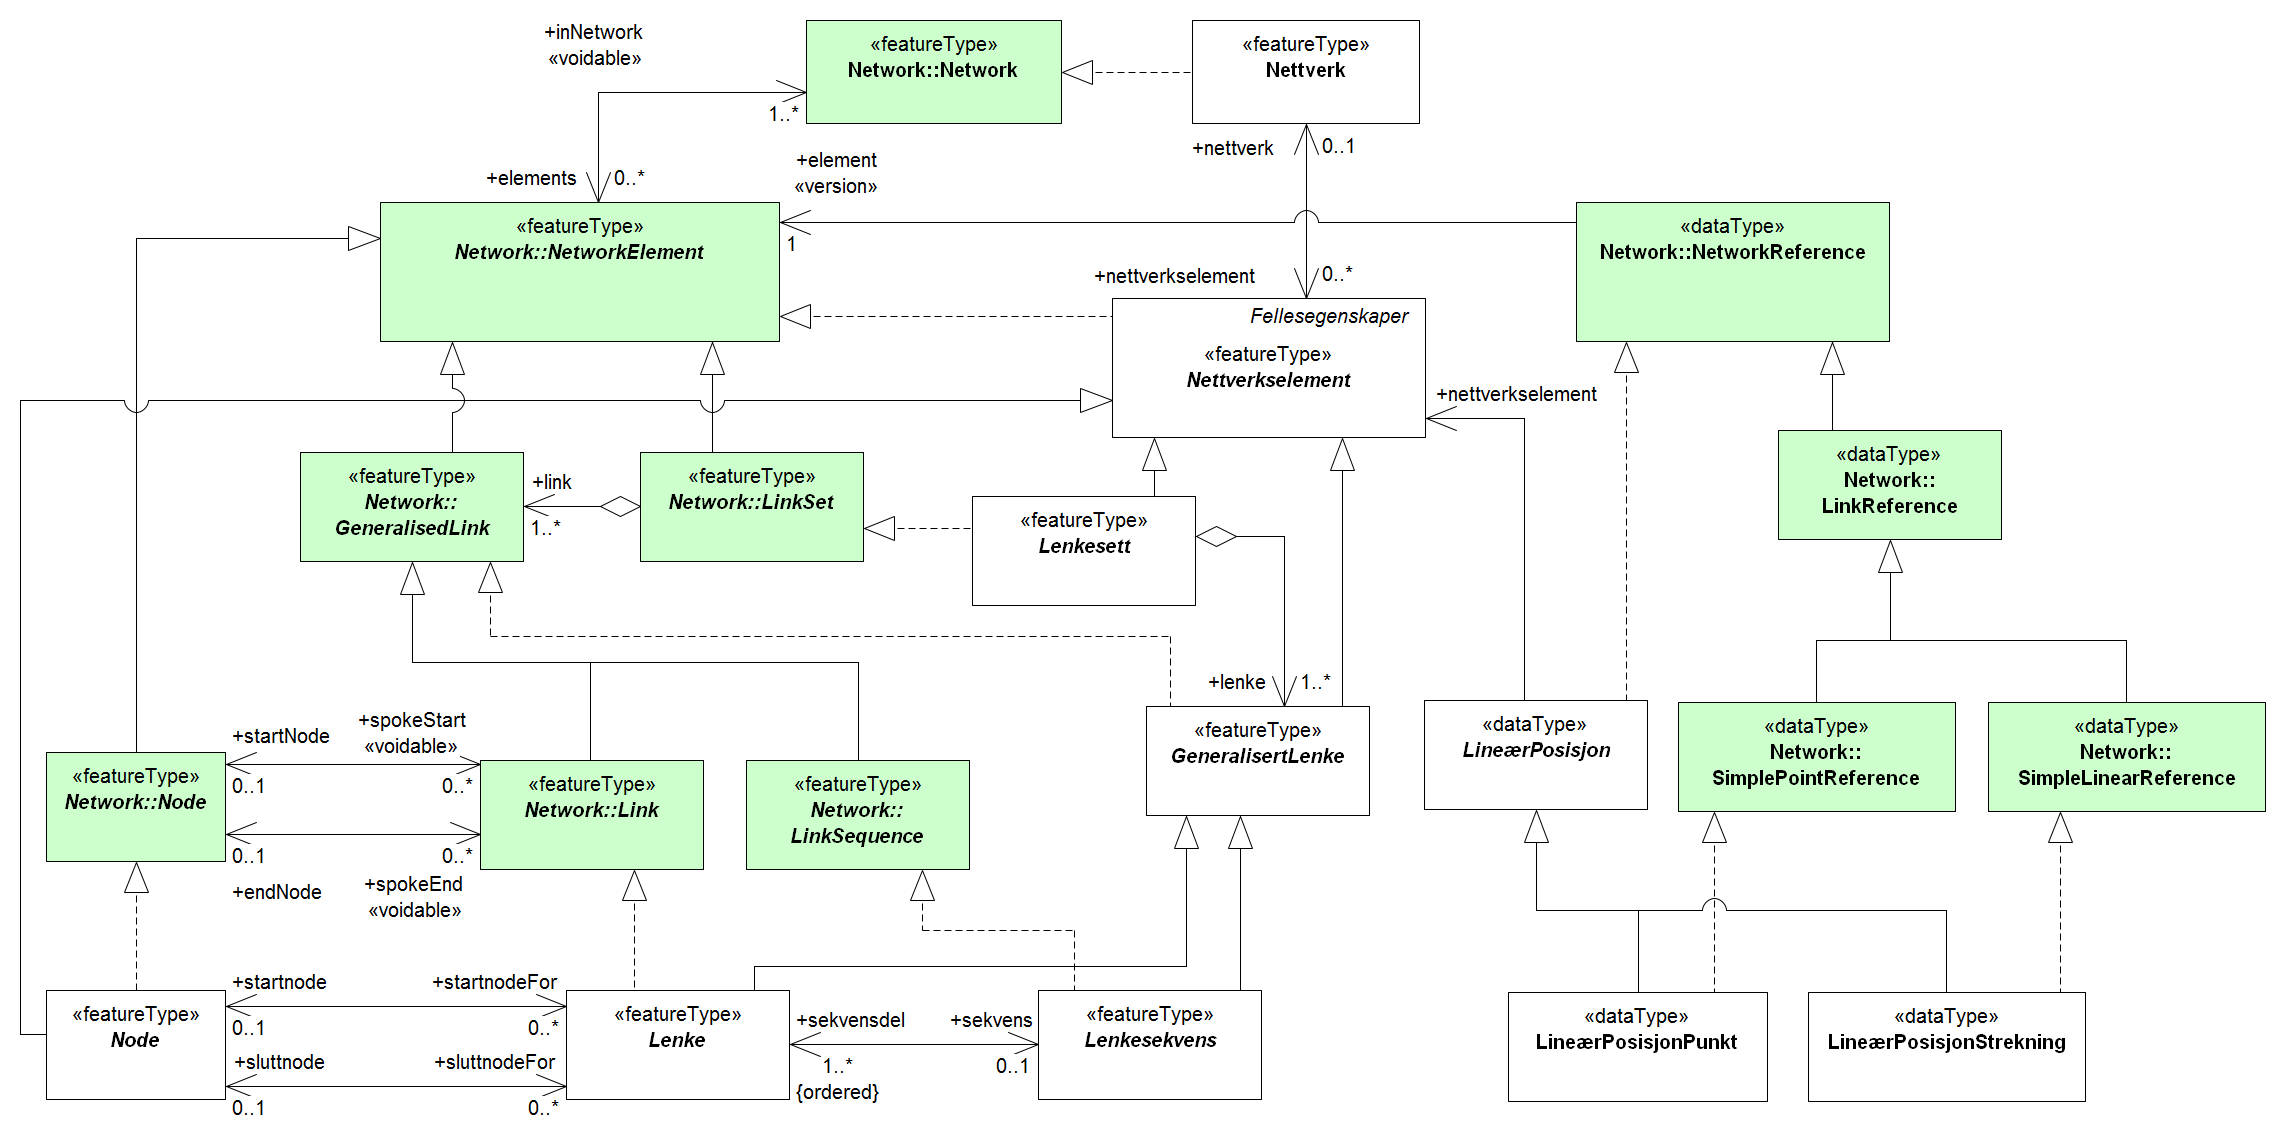 +inNetwork
«voidable»
1..*
«featureType»
Network::Network
«featureType»
Nettverk
+elements
0..*
+element
«version»
1
+nettverk
0..1
«featureType»
Network::NetworkElement
«dataType»
Network::NetworkReference
+nettverkselement
0..*
Fellesegenskaper
«featureType»
Nettverkselement
+nettverkselement
«featureType»
Network::
GeneralisedLink
+link
1..*
«featureType»
Network::LinkSet
«featureType»
Lenkesett
«dataType»
Network::
LinkReference
+lenke
1..*
«featureType»
GeneralisertLenke
«dataType»
LineærPosisjon
«dataType»
Network::
SimplePointReference
«dataType»
Network::
SimpleLinearReference
+startNode
0..1
+spokeStart
«voidable»
0..*
«featureType»
Network::Node
«featureType»
Network::Link
«featureType»
Network::
LinkSequence
0..1
+endNode
0..*
+spokeEnd
«voidable»
«featureType»
Node
+startnode
0..1
+startnodeFor
0..*
+sluttnode
0..1
+sluttnodeFor
0..*
«featureType»
Lenke
+sekvensdel
1..*
{ordered}
+sekvens
0..1
«featureType»
Lenkesekvens
«dataType»
LineærPosisjonPunkt
«dataType»
LineærPosisjonStrekning